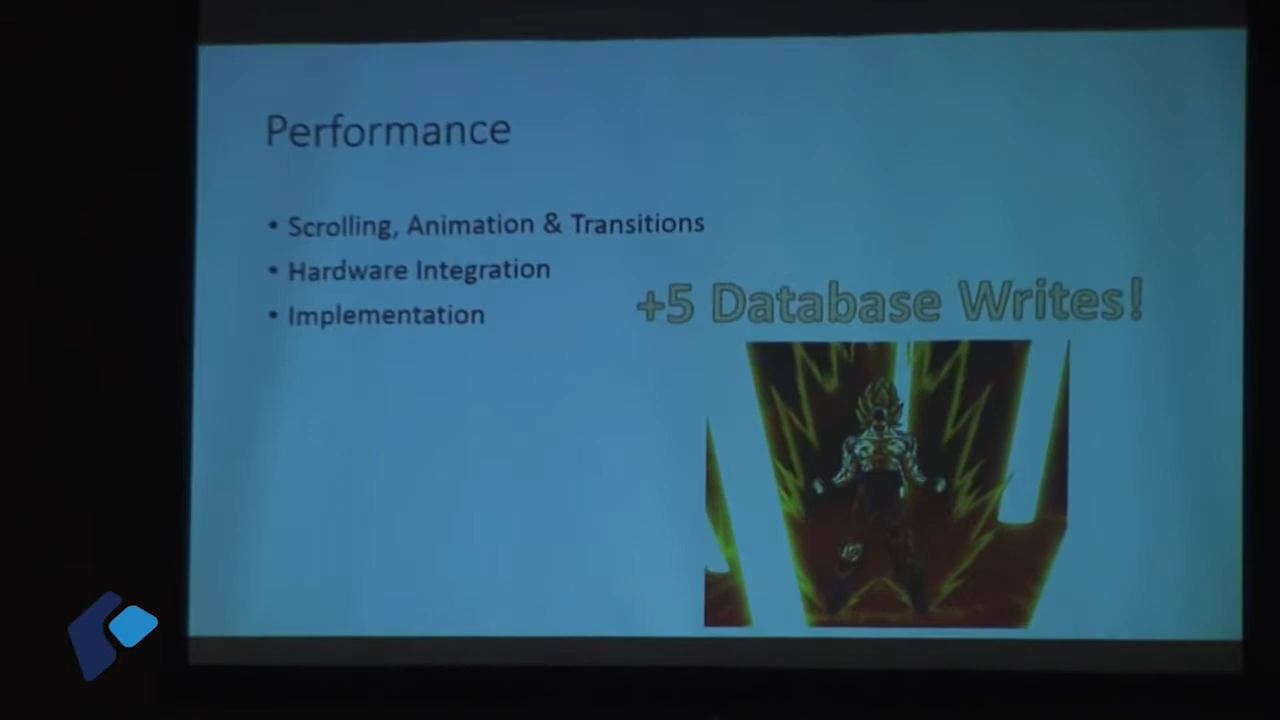 Performance
• Scrolling, Animation & Transitions
• Hardware Integration
• Implementation
+5 Database Writes!